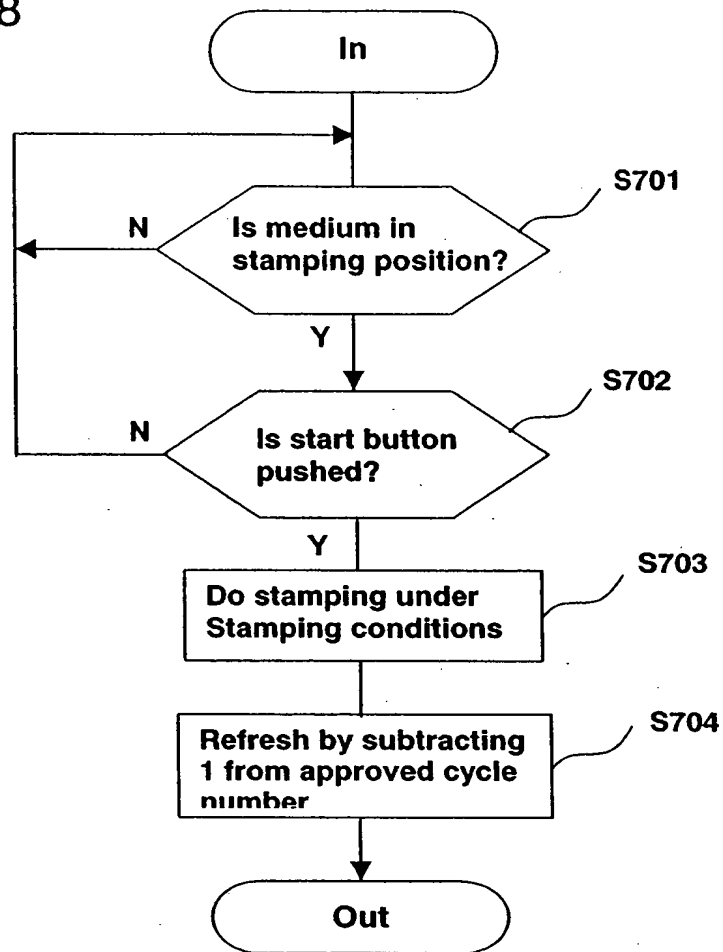 8
In
S701
N
Is medium in
stamping position?
Y
S702
N
Is start button
pushed?
Y
S703
Do stamping under
Stamping conditions
S704
Refresh by subtracting
1 from approved cycle
number
Out